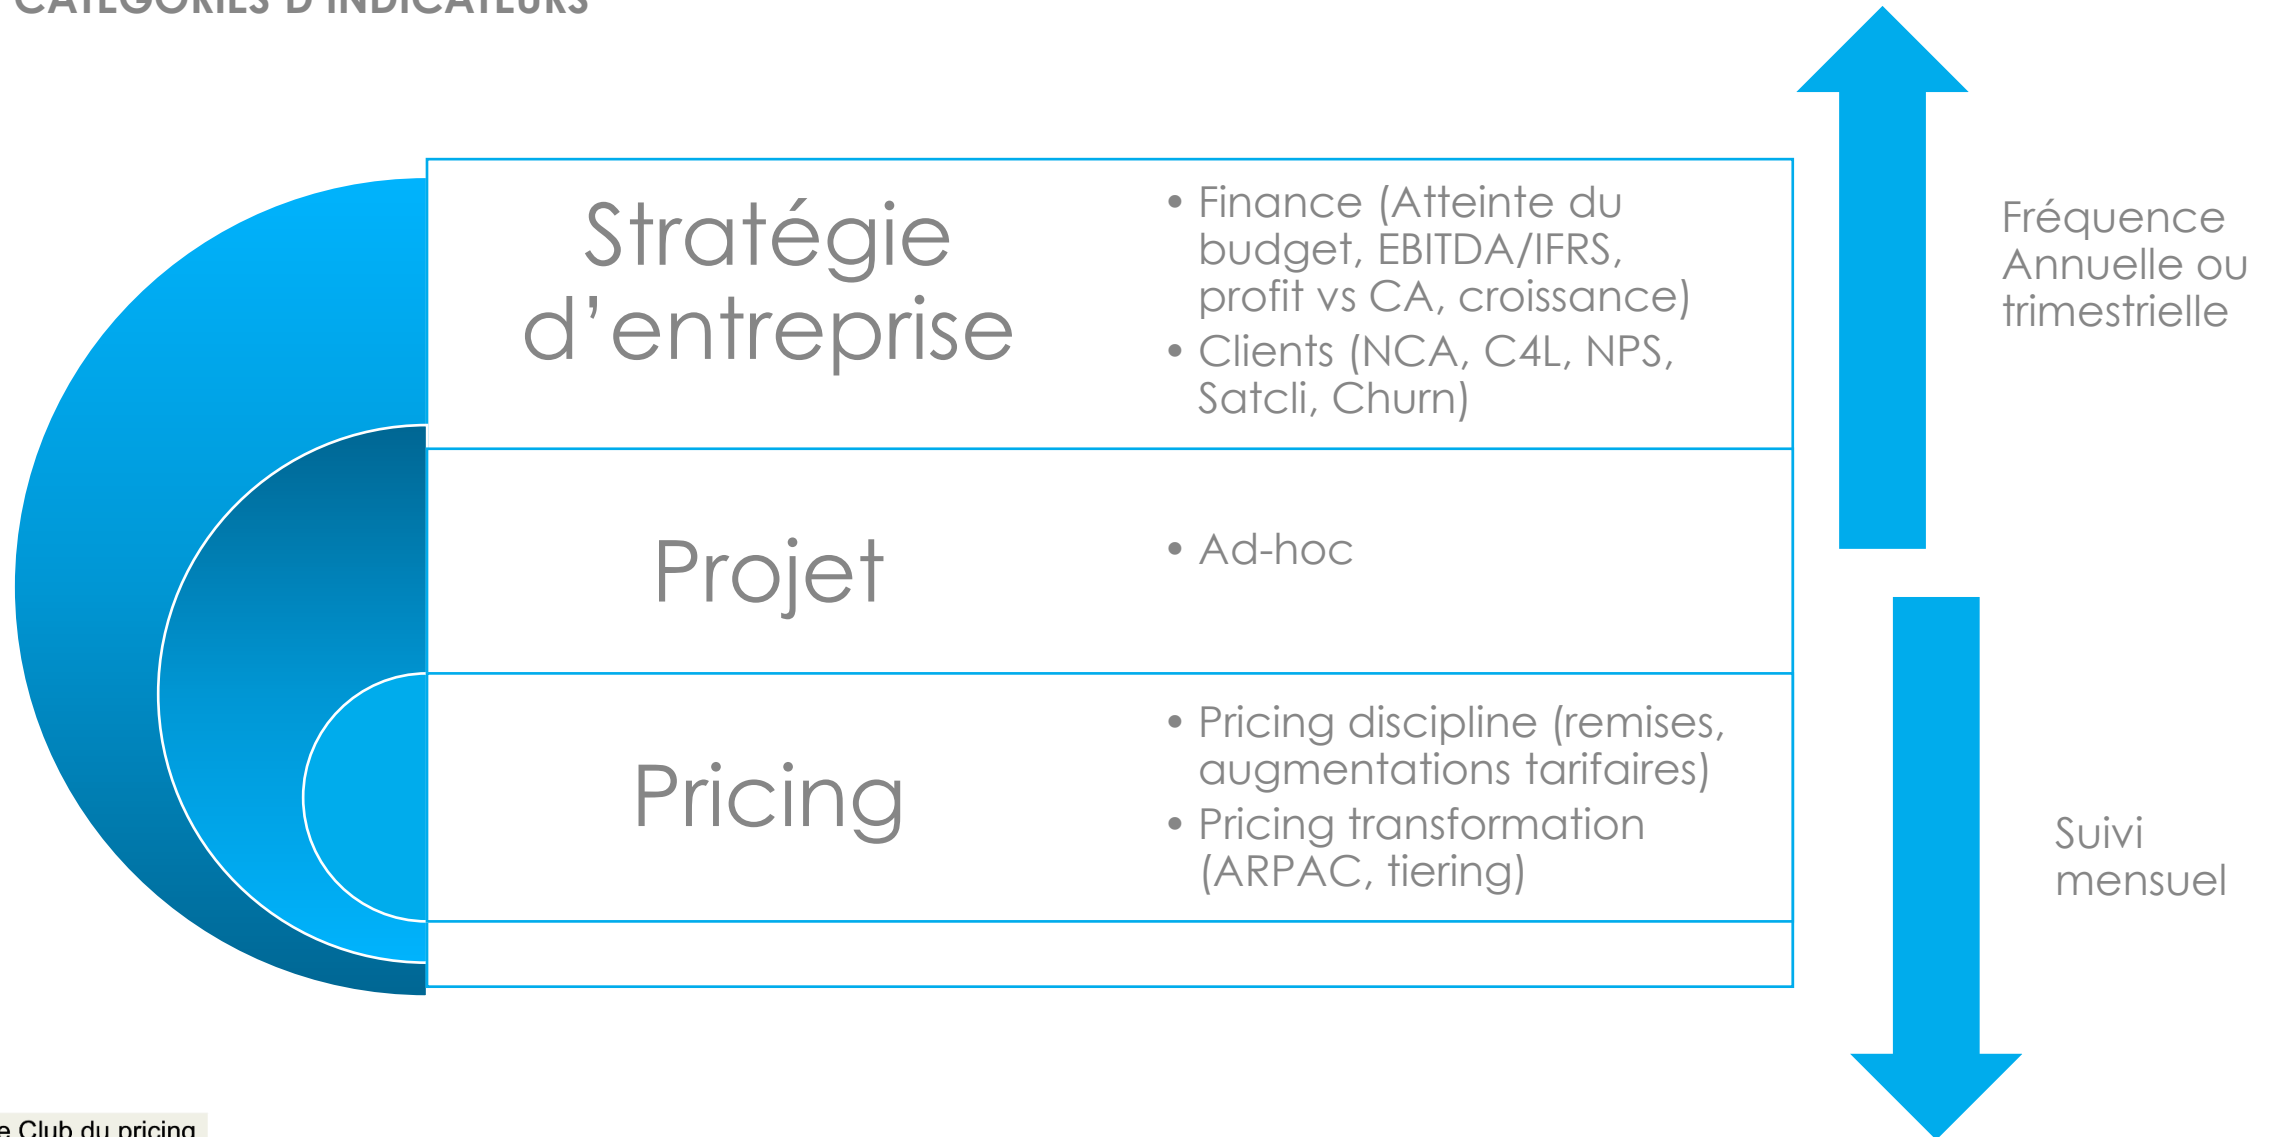 CATEGORIES D'INDICATEURS
Stratégie
d’entreprise
• Finance (Atteinte du
budget, EBITDA/IFRS,
profit vs CA, croissance)
• Clients (NCA, C4L, NPS,
Satcli, Churn)
Fréquence
Annuelle ou
trimestrielle
Projet
• Ad-hoc
Pricing
• Pricing discipline (remises,
augmentations tarifaires)
• Pricing transformation
(ARPAC, tiering)
Suivi
mensuel
e Club du pricing